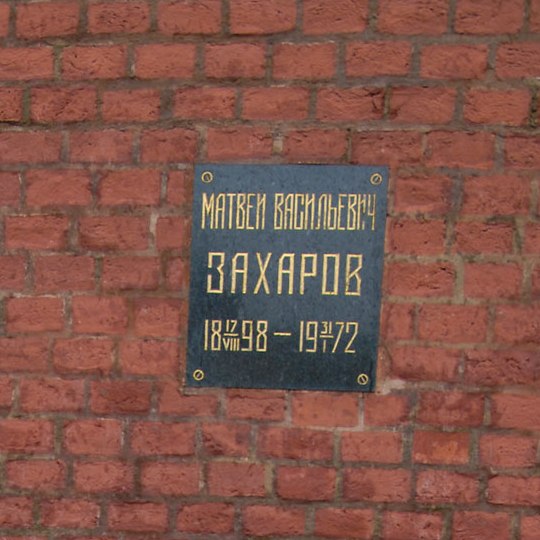 МАТВЕЙ ВАСИЛЬЕВИЧ
ЗАХАРОВ
18 17/VIII 98 – 19 31/I 72